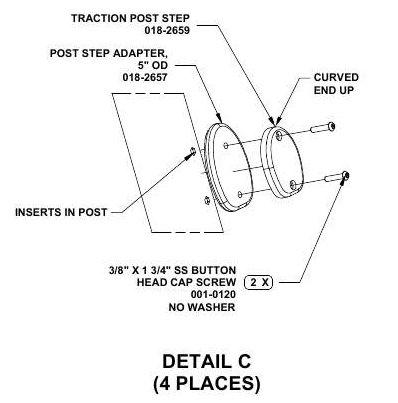 TRACTION POST STEP
018-2659
POST STEP ADAPTER,
5" OD
018-2657
CURVED
END UP
INSERTS IN POST
3/8" X 1 3/4" SS BUTTON
HEAD CAP SCREW
2 X
001-0120
NO WASHER
DETAIL C
(4 PLACES)